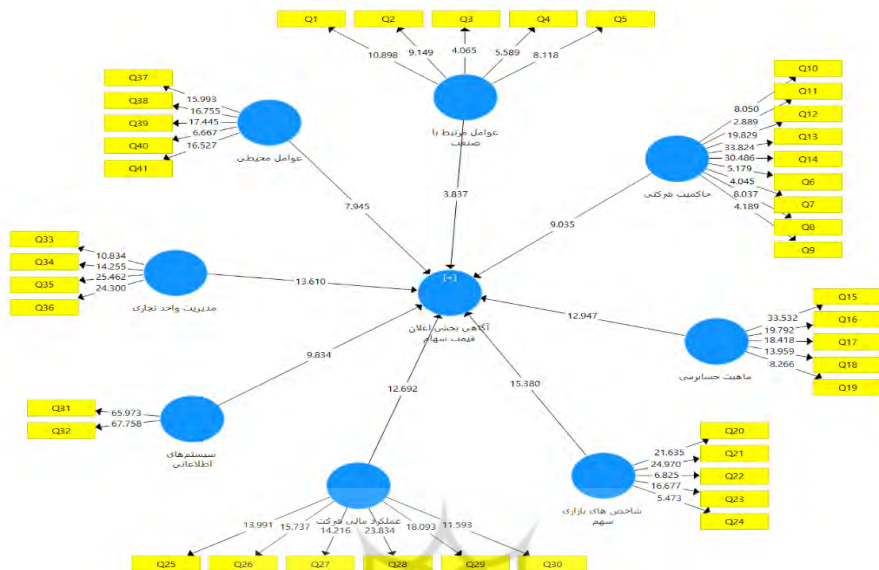 Q1
Q2
Q3
Q4
Q5
10.898
9.149
4.065
5.589
8.118
عوامل مرتبط با
صنعت
3.837
Q37
Q38
Q39
Q40
Q41
15.993
16.755
17.445
6.667
16.527
عوامل محیطی
7.945
Q10
Q11
Q12
Q13
Q14
Q6
Q7
Q8
Q9
8.050
2.889
19.829
33.824
30.486
5.179
4.045
8.037
4.189
حاکمیت شرکتی
9.035
Q33
Q34
Q35
Q36
10.834
14.255
25.462
24.300
مدیریت واحد تجاری
13.610
[+]
آگاهی بخشی اعلان
قیمت سهام
Q15
Q16
Q17
Q18
Q19
33.532
19.792
18.418
13.959
8.266
ماهیت حسابرسی
12.947
Q31
Q32
65.973
67.758
سیستم‌های
اطلاعاتی
9.834
Q20
Q21
Q22
Q23
Q24
21.635
24.970
6.825
16.677
5.473
شاخص های بازاری
سهم
15.380
12.692
عملکرد مالی شرکت
13.991
15.737
14.216
23.834
18.093
11.593
Q25
Q26
Q27
Q28
Q29
Q30